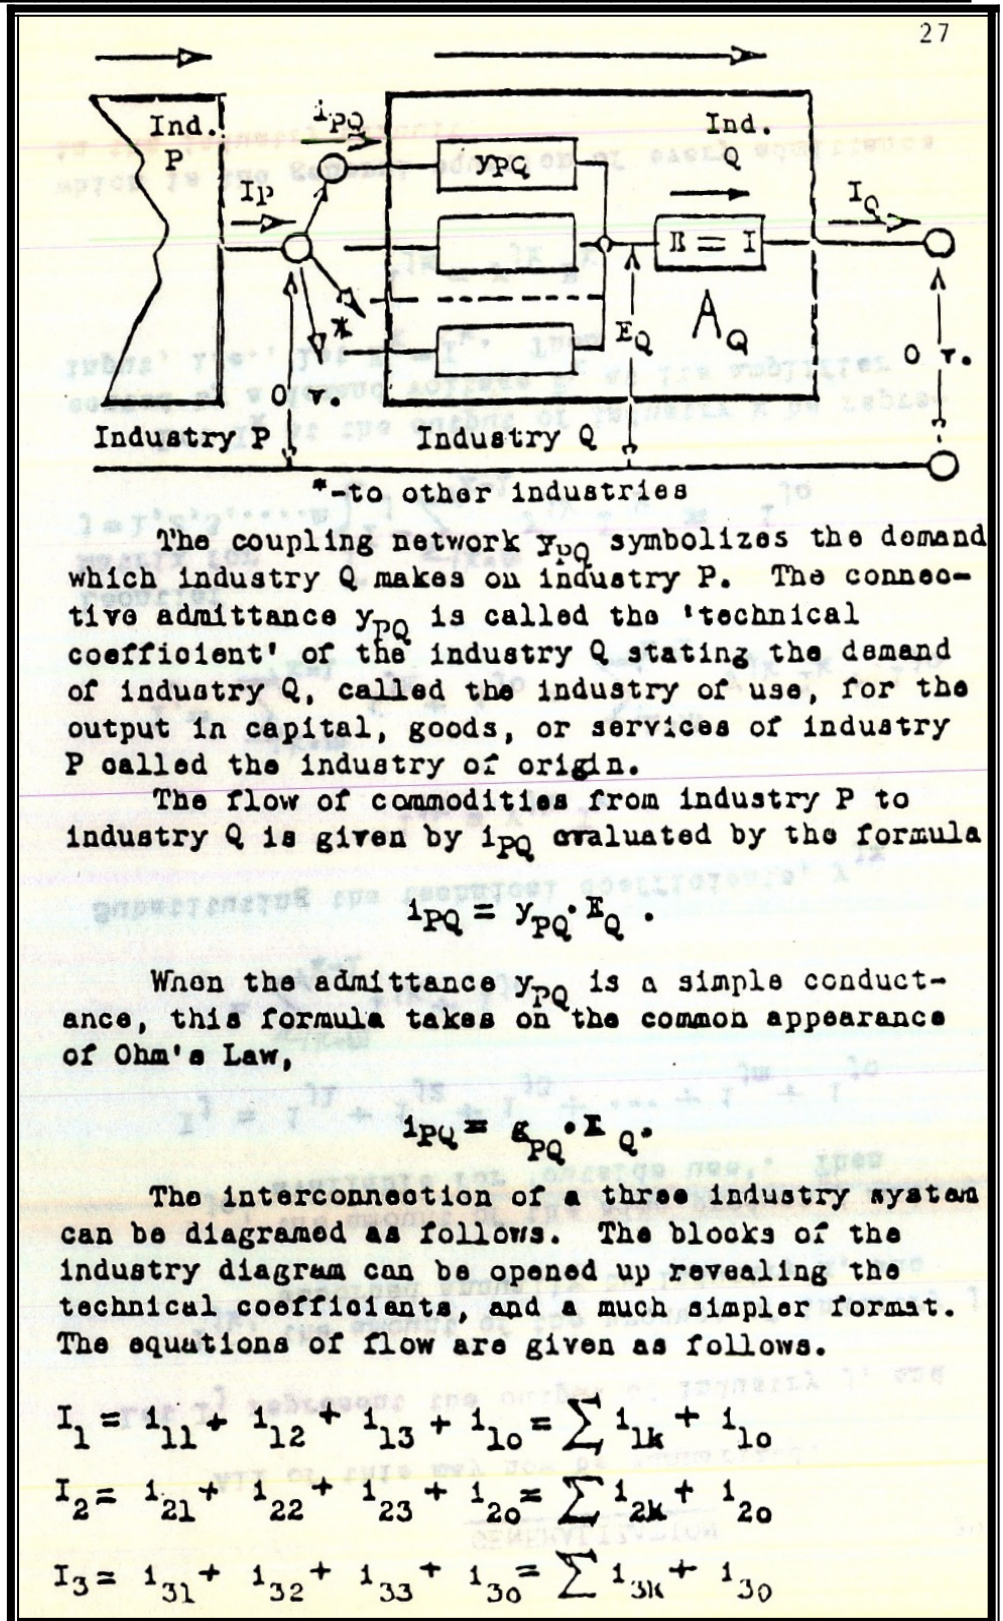 27
Ind. P
iPQ
IP
yPQ
Ind. Q
E = I
IQ
AQ
EQ
*
0 v.
0 v.
Industry P Industry Q
*-to other industries
The coupling network yPQ symbolizes the demand
which industry Q makes on industry P. The connec-
tive admittance yPQ is called the 'technical
coefficient' of the industry Q stating the demand
of industry Q, called the industry of use, for the
output in capital, goods, or services of industry
P called the industry of origin.
The flow of commodities from industry P to
industry Q is given by iPQ evaluated by the formula
iPQ = yPQ·EQ .
When the admittance yPQ is a simple conduct-
ance, this formula takes on the common appearance
of Ohm's Law,
iPQ = gPQ·E Q.
The interconnection of a three industry system
can be diagramed as follows. The blocks of the
industry diagram can be opened up revealing the
technical coefficients, and a much simpler format.
The equations of flow are given as follows.
I1 = i11 + i12 + i13 + i1o = ∑ i1k + i1o
I2 = i21 + i22 + i23 + i2o = ∑ i2k + i2o
I3 = i31 + i32 + i33 + i3o = ∑ i3k + i3o